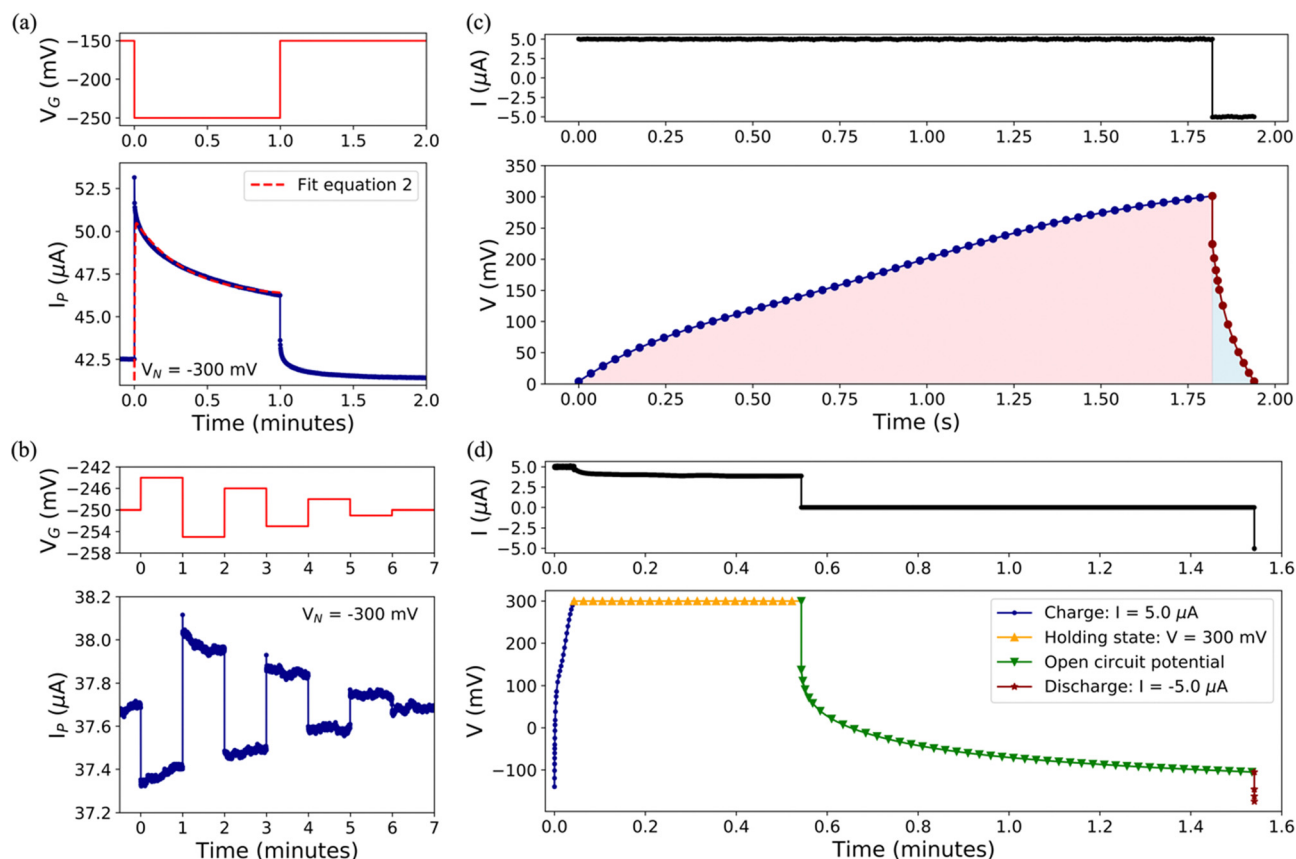 (a)
−150
−200
−250
V_G (mV)
0.0 0.5 1.0 1.5 2.0
52.5
50.0
47.5
45.0
42.5
I_P (μA)
Fit equation 2
V_N = -300 mV
0.0 0.5 1.0 1.5 2.0
Time (minutes)
(b)
−242
−246
−250
−254
−258
V_G (mV)
0 1 2 3 4 5 6 7
38.2
38.0
37.8
37.6
37.4
37.2
I_P (μA)
V_N = -300 mV
0 1 2 3 4 5 6 7
Time (minutes)
(c)
5.0
2.5
0.0
−2.5
−5.0
I (μA)
0.00 0.25 0.50 0.75 1.00 1.25 1.50 1.75 2.00
350
300
250
200
150
100
50
0
V (mV)
0.00 0.25 0.50 0.75 1.00 1.25 1.50 1.75 2.00
Time (s)
(d)
5.0
2.5
0.0
−2.5
−5.0
I (μA)
0.0 0.2 0.4 0.6 0.8 1.0 1.2 1.4 1.6
300
200
100
0
−100
V (mV)
Charge: I = 5.0 μA
Holding state: V = 300 mV
Open circuit potential
Discharge: I = -5.0 μA
0.0 0.2 0.4 0.6 0.8 1.0 1.2 1.4 1.6
Time (minutes)